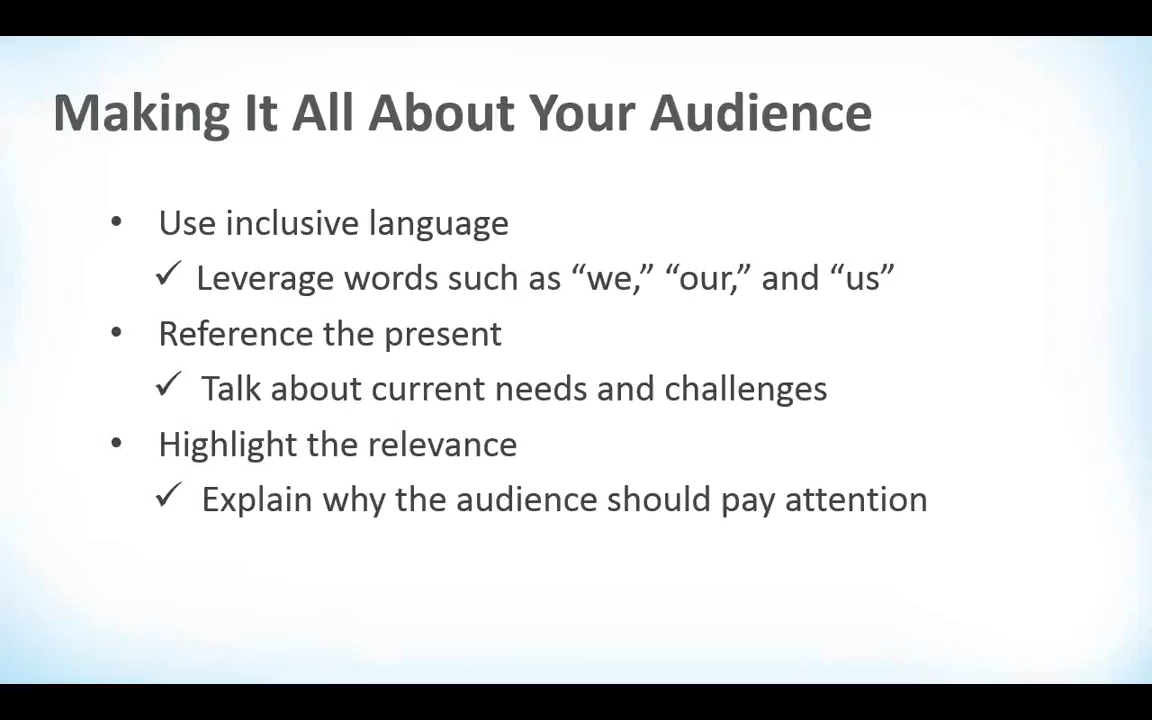 Making It All About Your Audience
• Use inclusive language
✓ Leverage words such as “we,” “our,” and “us”
• Reference the present
✓ Talk about current needs and challenges
• Highlight the relevance
✓ Explain why the audience should pay attention